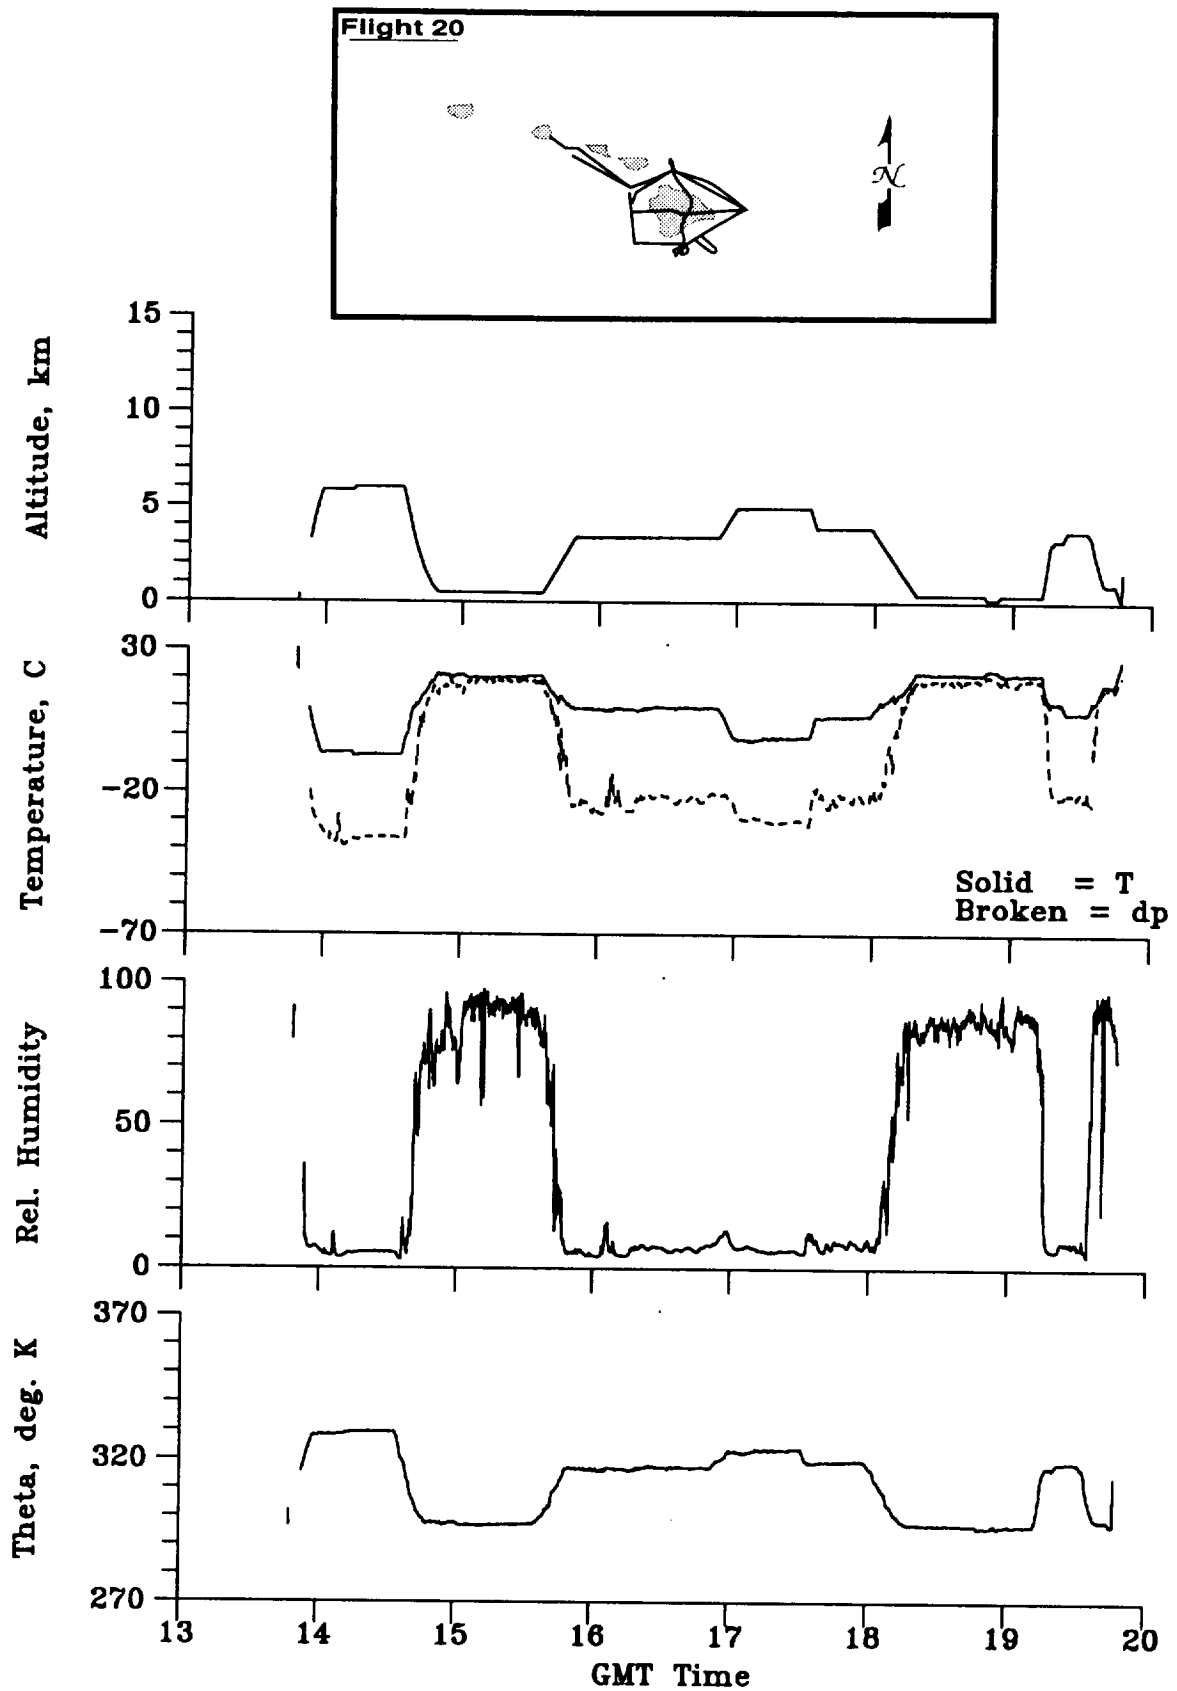 Flight 20
N
15
10
5
0
Altitude, km
30
-20
-70
Temperature, C
Solid = T
Broken = dp
100
50
0
Rel. Humidity
370
320
270
Theta, deg. K
13 14 15 16 17 18 19 20
GMT Time